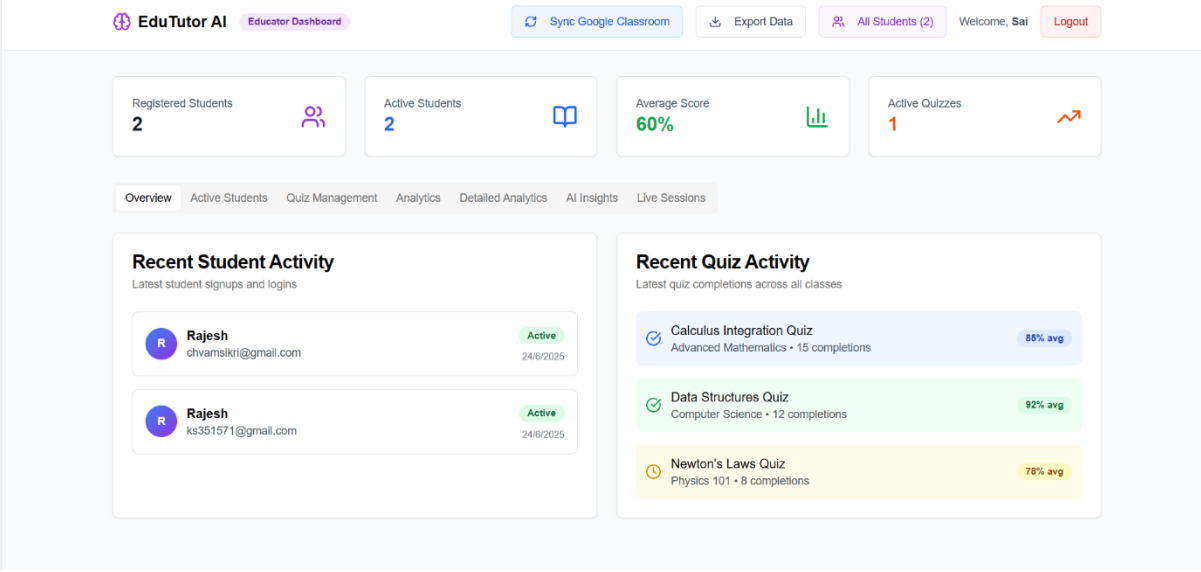 EduTutor AI Educator Dashboard Sync Google Classroom Export Data All Students (2) Welcome, Sai Logout
Registered Students
2
Active Students
2
Average Score
60%
Active Quizzes
1
Overview Active Students Quiz Management Analytics Detailed Analytics AI Insights Live Sessions
Recent Student Activity
Latest student signups and logins
R
Rajesh
chvamsikri@gmail.com
Active
24/6/2025
R
Rajesh
ks351571@gmail.com
Active
24/6/2025
Recent Quiz Activity
Latest quiz completions across all classes
Calculus Integration Quiz
Advanced Mathematics • 15 completions
85% avg
Data Structures Quiz
Computer Science • 12 completions
92% avg
Newton's Laws Quiz
Physics 101 • 8 completions
78% avg